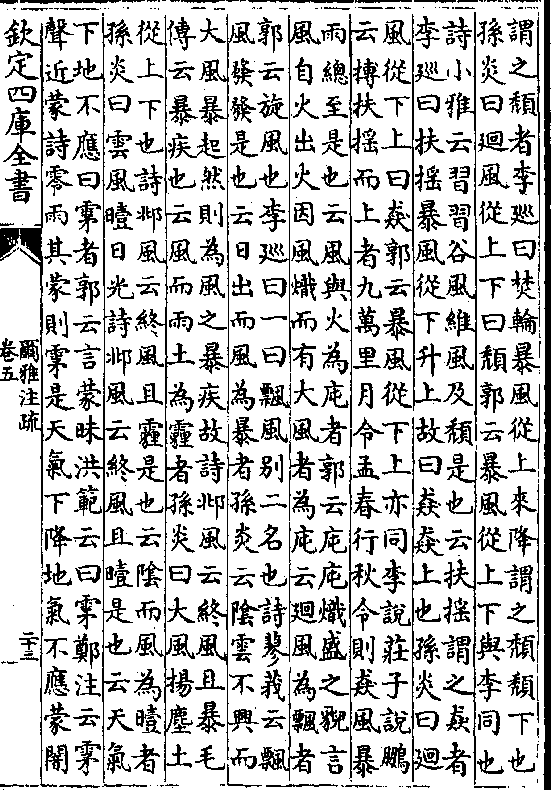 謂之頹者李廵曰焚輪暴風從上來降謂之頹頹下也
孫炎曰廻風從上下曰頹郭云暴風從上下與李同也
詩小雅云習習谷風維風及頹是也云扶搖謂之猋者
李廵曰扶搖暴風從下升上故曰猋猋上也孫炎曰廻
風從下上曰猋郭云暴風從下上亦同李說莊子說鵬
云搏扶搖而上者九萬里月令孟春行秋令則猋風暴
雨總至是也云風與火為庉者郭云庉庉熾盛之貌言
風自火出火因風熾而有大風者為庉云廻風為飄者
郭云旋風也李廵曰一曰飄風别二名也詩蓼莪云飄
風發發是也云日出而風為暴者孫炎云陰雲不興而
大風暴起然則為風之暴疾故詩邶風云終風且暴毛
傳云暴疾也云風而雨土為霾者孫炎曰大風揚塵土
從上下也詩邶風云終風且霾是也云陰而風為曀者
孫炎曰雲風曀日光詩邶風云終風且曀是也云天氣
下地不應曰雺者郭云言蒙昧洪範云曰雺鄭注云雺
聲近蒙詩零雨其蒙則雺是天氣下降地氣不應蒙闇
欽定四庫全書
爾雅注疏
卷五
二十三